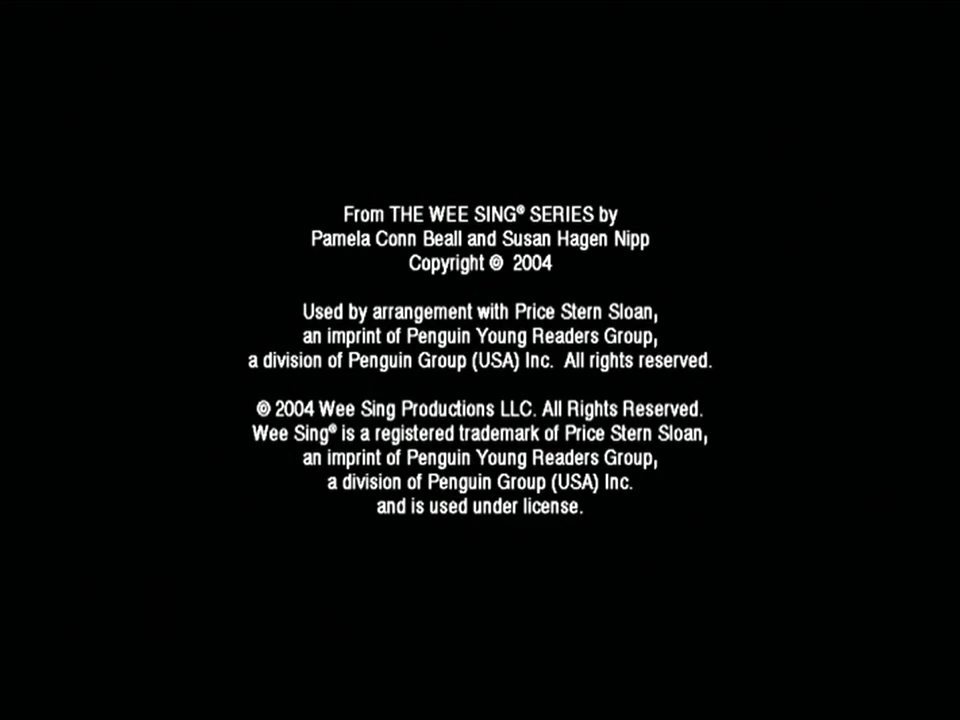 From THE WEE SING® SERIES by
Pamela Conn Beall and Susan Hagen Nipp
Copyright © 2004
Used by arrangement with Price Stern Sloan,
an imprint of Penguin Young Readers Group,
a division of Penguin Group (USA) Inc.  All rights reserved.
© 2004 Wee Sing Productions LLC. All Rights Reserved.
Wee Sing® is a registered trademark of Price Stern Sloan,
an imprint of Penguin Young Readers Group,
a division of Penguin Group (USA) Inc.
and is used under license.